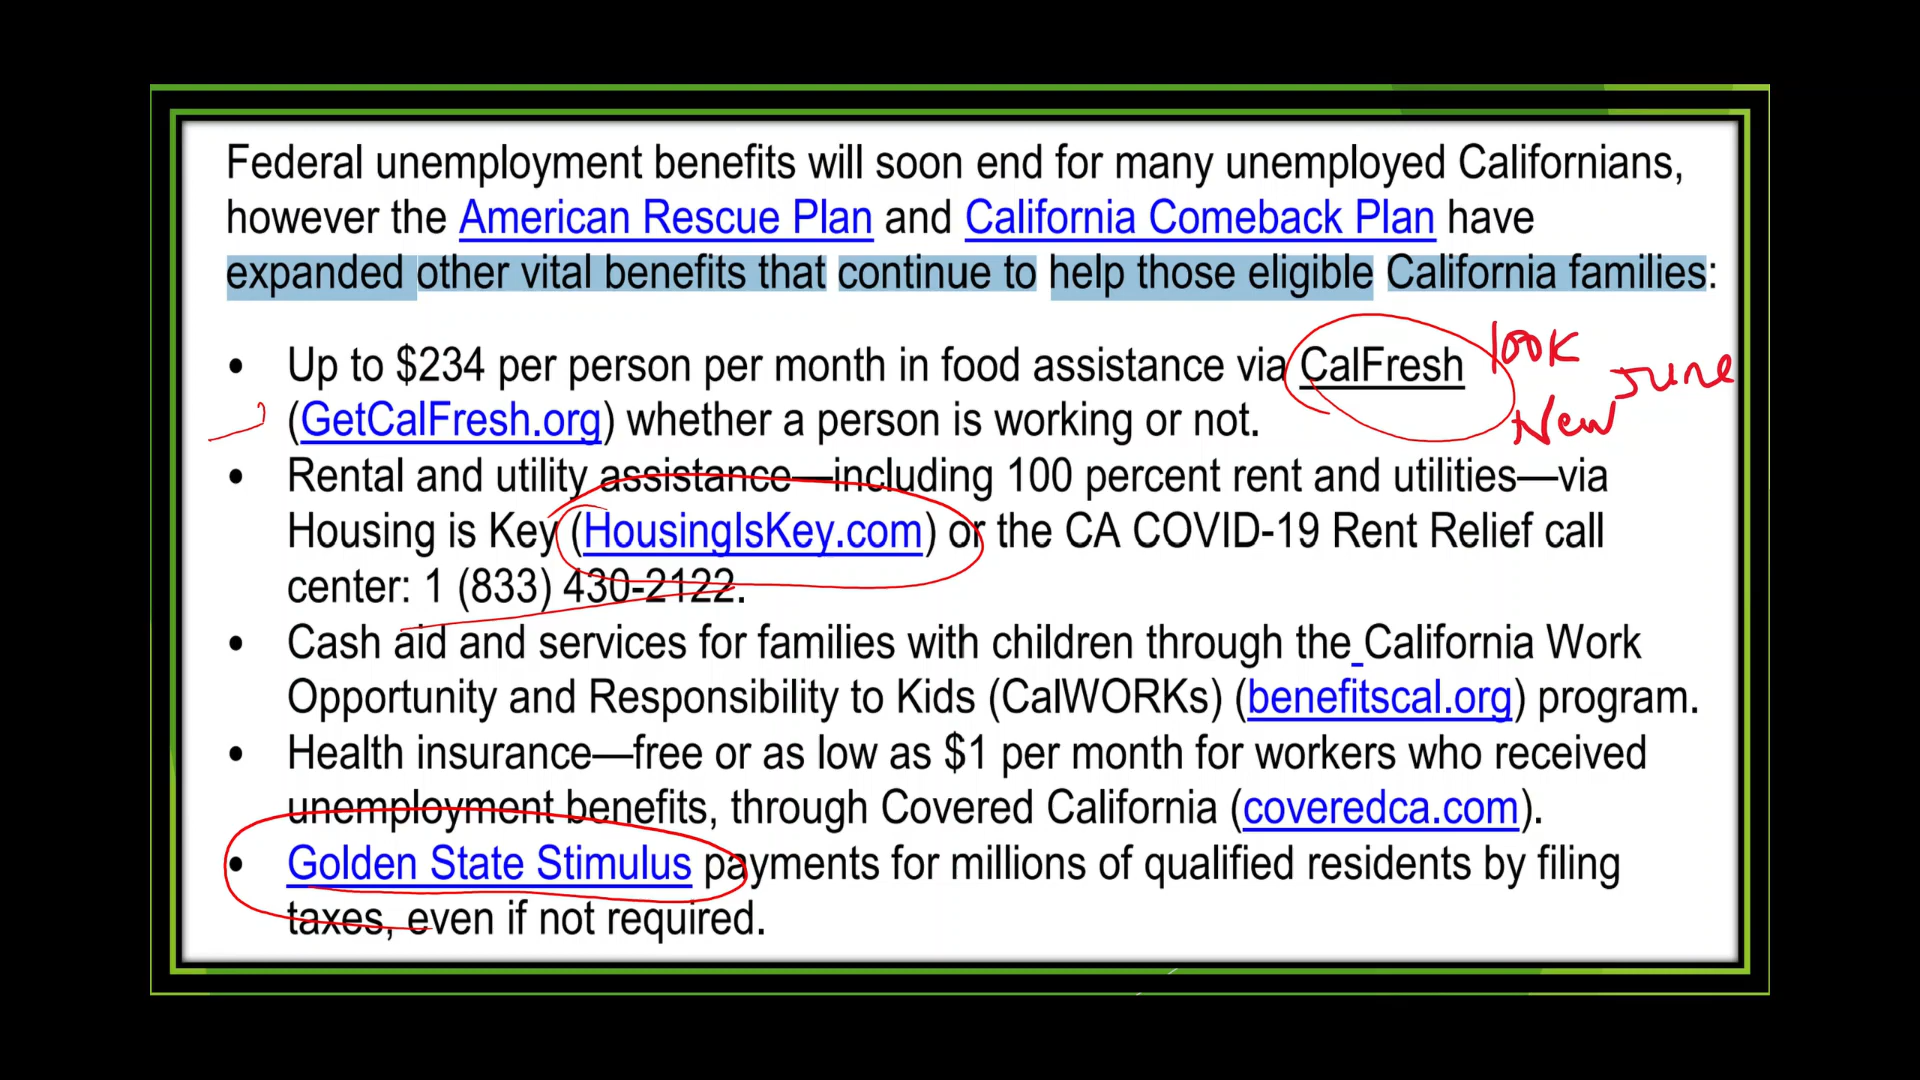 Federal unemployment benefits will soon end for many unemployed Californians,
however the American Rescue Plan and California Comeback Plan have
expanded other vital benefits that continue to help those eligible California families:
• Up to $234 per person per month in food assistance via CalFresh
look
June
(GetCalFresh.org) whether a person is working or not.
New
• Rental and utility assistance—including 100 percent rent and utilities—via
Housing is Key (HousingIsKey.com) or the CA COVID-19 Rent Relief call
center: 1 (833) 430-2122.
• Cash aid and services for families with children through the California Work
Opportunity and Responsibility to Kids (CalWORKs) (benefitscal.org) program.
• Health insurance—free or as low as $1 per month for workers who received
unemployment benefits, through Covered California (coveredca.com).
• Golden State Stimulus payments for millions of qualified residents by filing
taxes, even if not required.